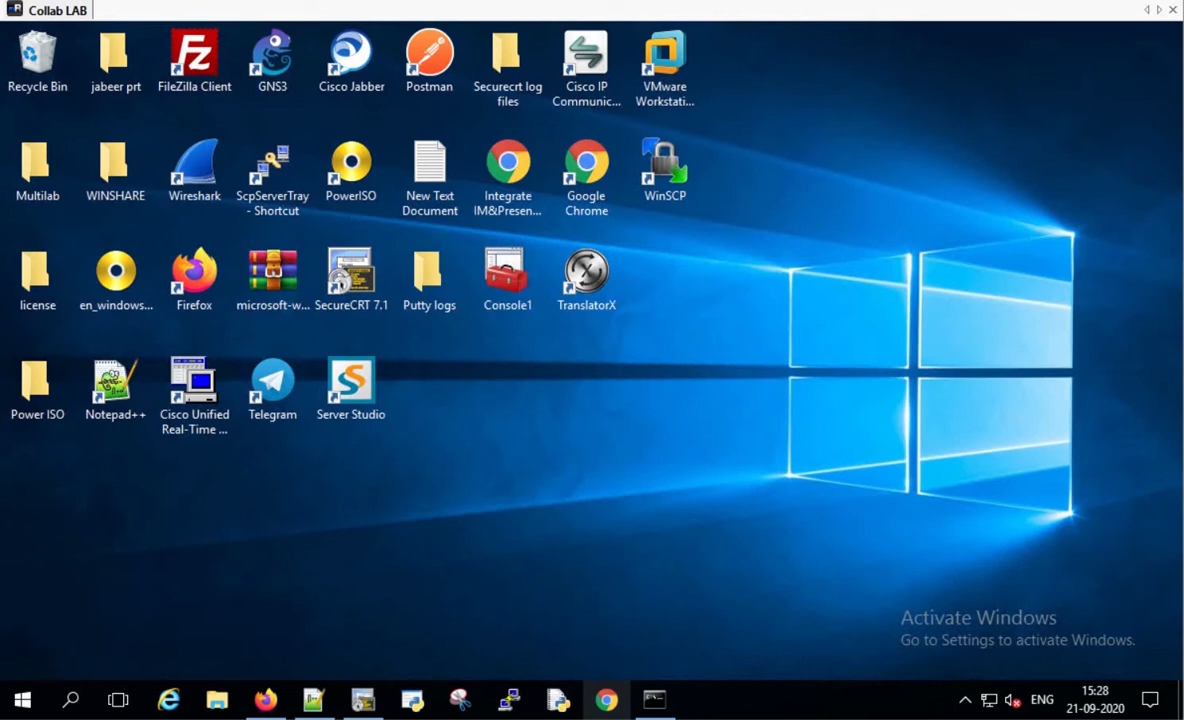 Collab LAB
Recycle Bin
jabeer prt
FileZilla Client
GNS3
Cisco Jabber
Postman
Securecrt log
files
Cisco IP
Communic...
VMware
Workstati...
Multilab
WINSHARE
Wireshark
ScpServerTray
- Shortcut
PowerISO
New Text
Document
Integrate
IM&Presen...
Google
Chrome
WinSCP
license
en_windows...
Firefox
microsoft-w...
SecureCRT 7.1
Putty logs
Console1
TranslatorX
Power ISO
Notepad++
Cisco Unified
Real-Time ...
Telegram
Server Studio
Activate Windows
Go to Settings to activate Windows.
ENG
15:28
21-09-2020